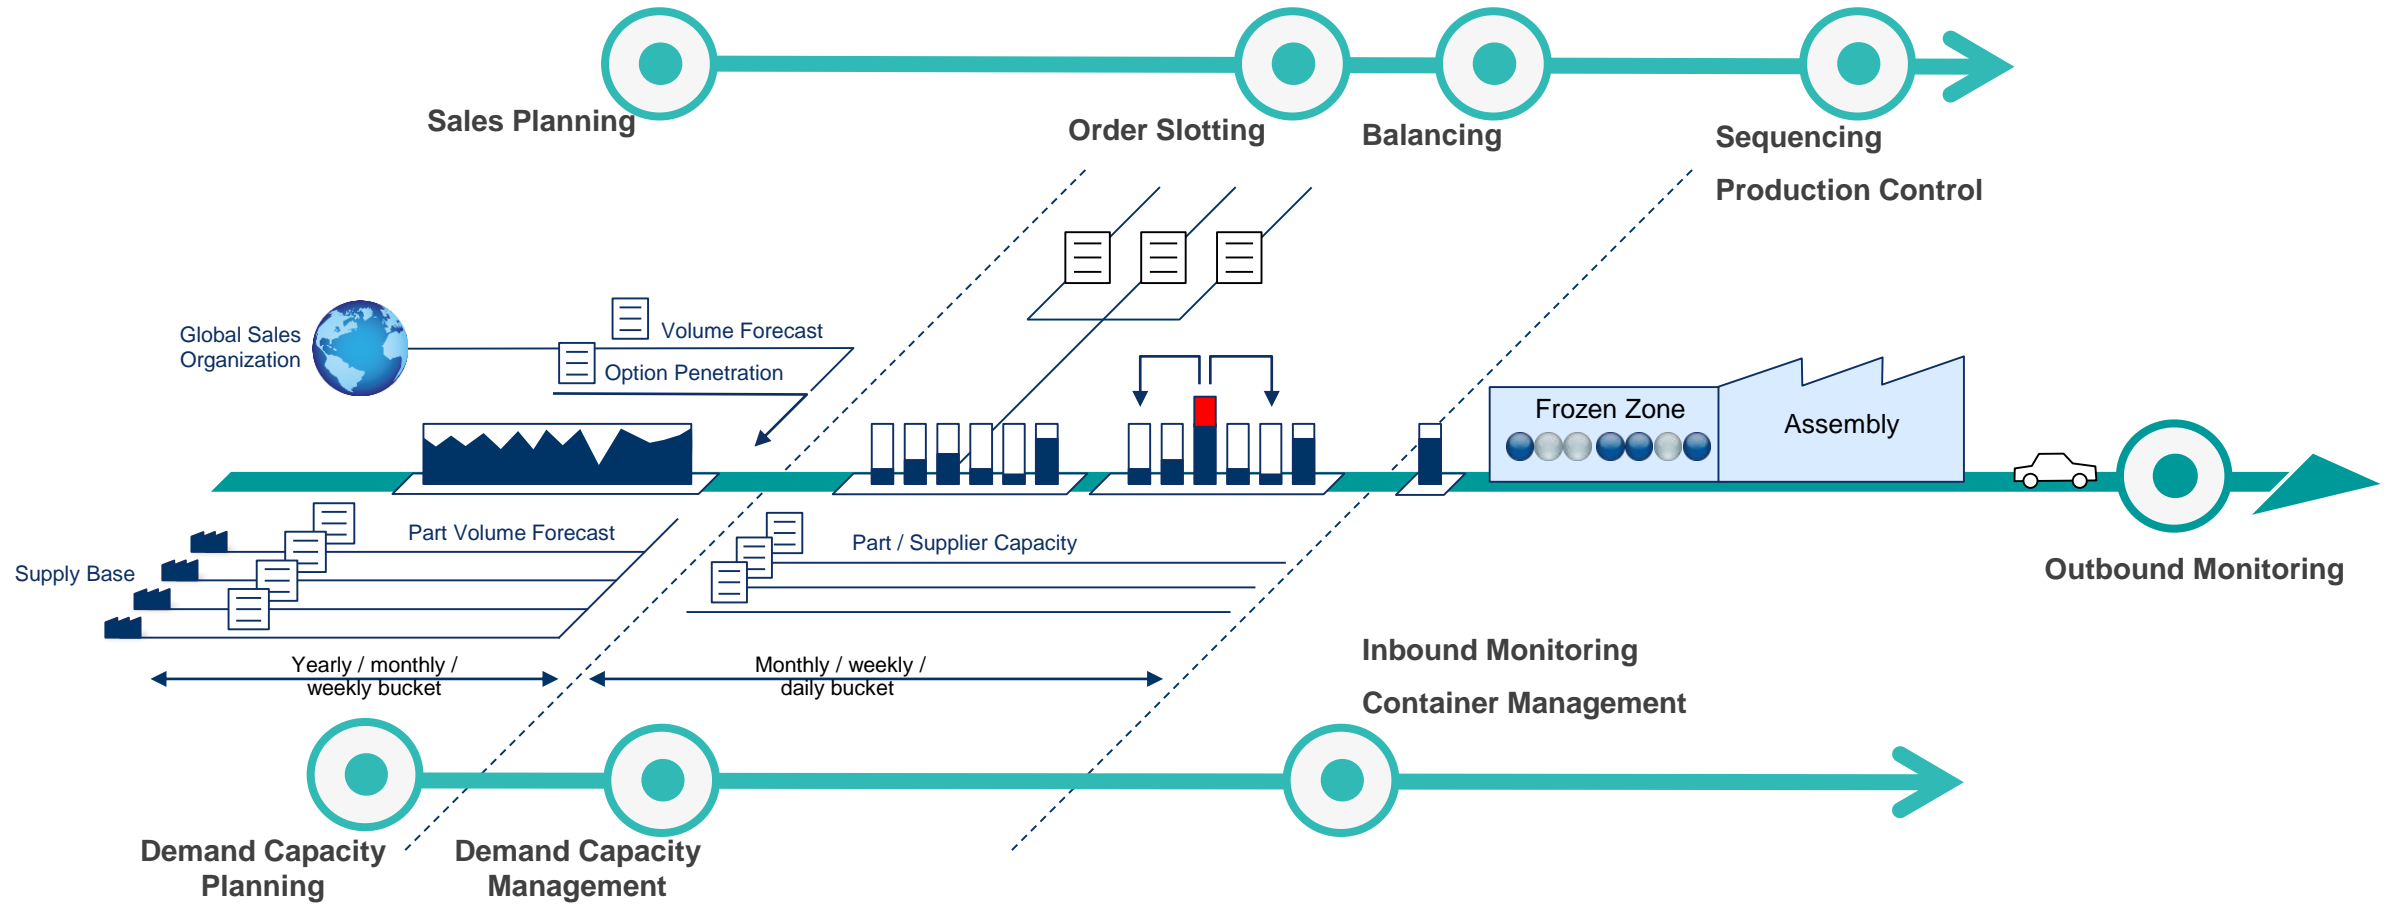 Sales Planning
Order Slotting
Balancing
Sequencing
Production Control
Global Sales
Organization
Volume Forecast
Option Penetration
Frozen Zone
Assembly
Part Volume Forecast
Part / Supplier Capacity
Supply Base
Outbound Monitoring
Yearly / monthly /
weekly bucket
Monthly / weekly /
daily bucket
Inbound Monitoring
Container Management
Demand Capacity
Planning
Demand Capacity
Management